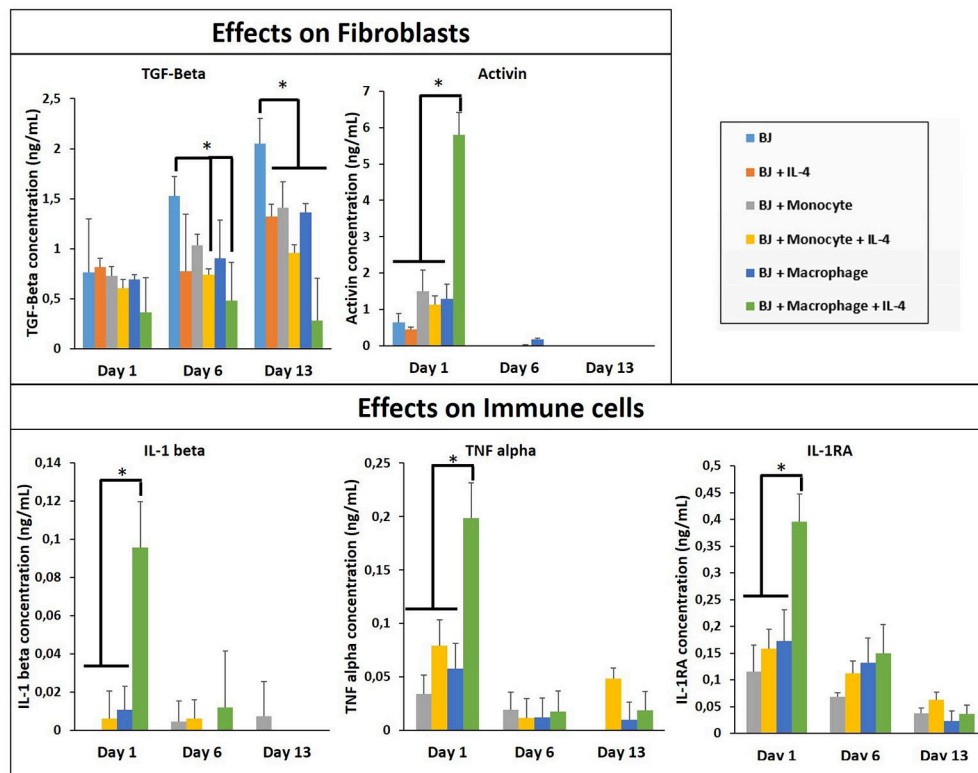 Effects on Fibroblasts
TGF-Beta
TGF-Beta concentration (ng/mL)
2,5
2
1,5
1
0,5
0
*
*
Day 1
Day 6
Day 13
Activin
Activin concentration (ng/mL)
7
6
5
4
3
2
1
0
*
Day 1
Day 6
Day 13
BJ
BJ + IL-4
BJ + Monocyte
BJ + Monocyte + IL-4
BJ + Macrophage
BJ + Macrophage + IL-4
Effects on Immune cells
IL-1 beta
IL-1 beta concentration (ng/mL)
0,14
0,12
0,1
0,08
0,06
0,04
0,02
0
*
Day 1
Day 6
Day 13
TNF alpha
TNF alpha concentration (ng/mL)
0,25
0,2
0,15
0,1
0,05
0
*
Day 1
Day 6
Day 13
IL-1RA
IL-1RA concentration (ng/mL)
0,5
0,45
0,4
0,35
0,3
0,25
0,2
0,15
0,1
0,05
0
*
Day 1
Day 6
Day 13